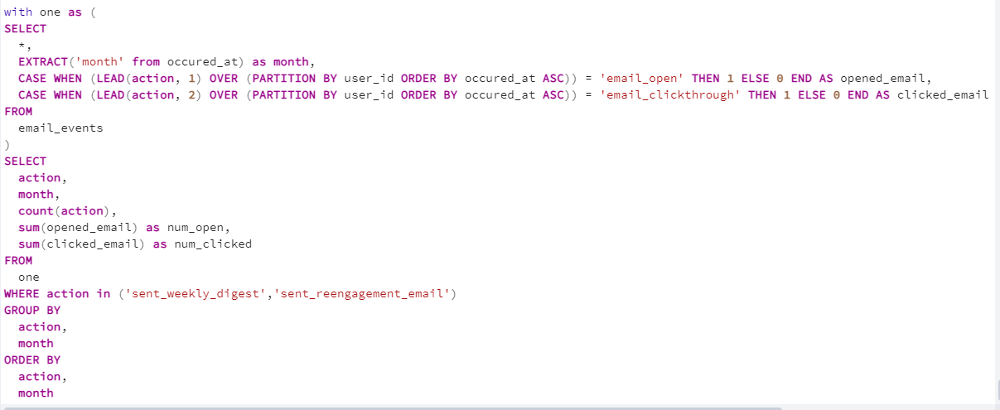 with one as (
SELECT
  *,
  EXTRACT('month' from occured_at) as month,
  CASE WHEN (LEAD(action, 1) OVER (PARTITION BY user_id ORDER BY occured_at ASC)) = 'email_open' THEN 1 ELSE 0 END AS opened_email,
  CASE WHEN (LEAD(action, 2) OVER (PARTITION BY user_id ORDER BY occured_at ASC)) = 'email_clickthrough' THEN 1 ELSE 0 END AS clicked_email
FROM
  email_events
)
SELECT
  action,
  month,
  count(action),
  sum(opened_email) as num_open,
  sum(clicked_email) as num_clicked
FROM
  one
WHERE action in ('sent_weekly_digest','sent_reengagement_email')
GROUP BY
  action,
  month
ORDER BY
  action,
  month